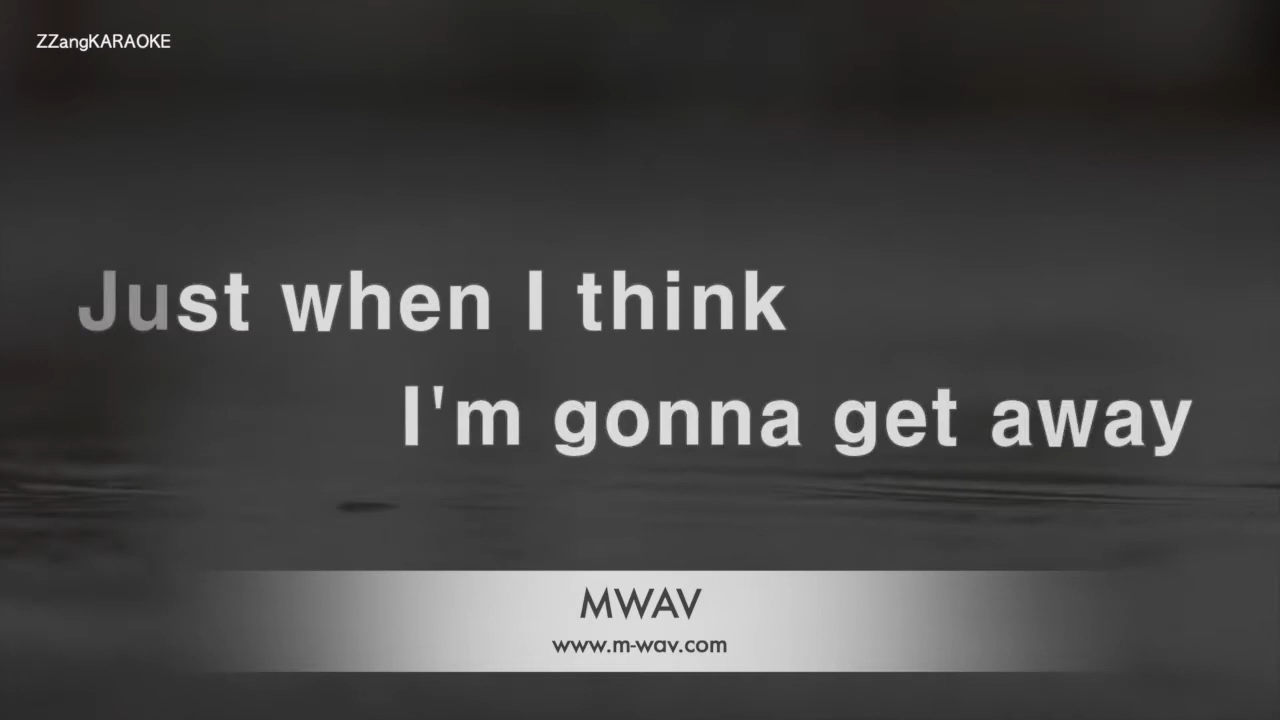 ZZangKARAOKE
Just when I think
I'm gonna get away
MWAV
www.m-wav.com